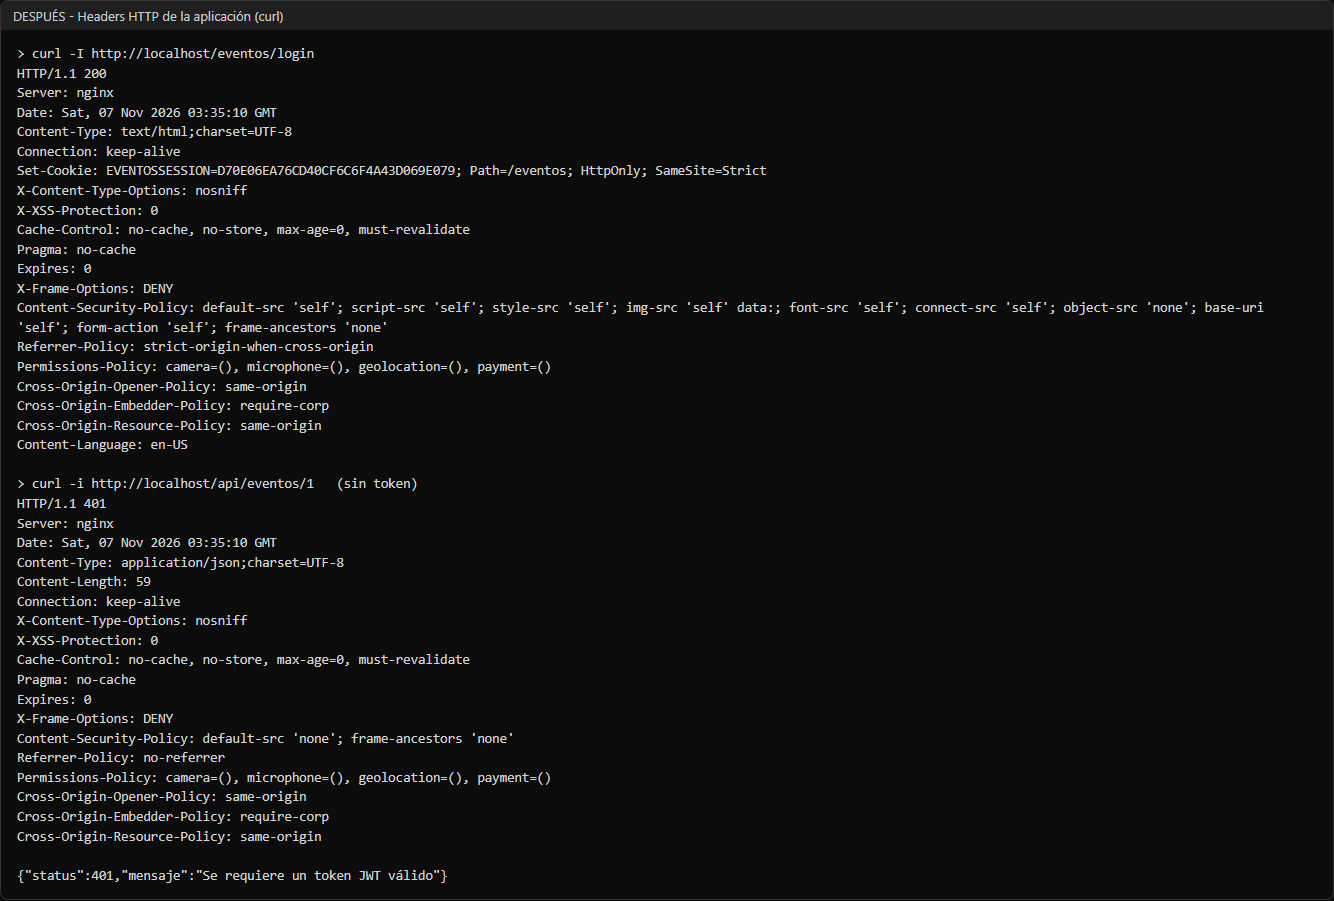 DESPUÉS - Headers HTTP de la aplicación (curl)
> curl -I http://localhost/eventos/login
HTTP/1.1 200
Server: nginx
Date: Sat, 07 Nov 2026 03:35:10 GMT
Content-Type: text/html;charset=UTF-8
Connection: keep-alive
Set-Cookie: EVENTOSSESSION=D70E06EA76CD40CF6C6F4A43D069E079; Path=/eventos; HttpOnly; SameSite=Strict
X-Content-Type-Options: nosniff
X-XSS-Protection: 0
Cache-Control: no-cache, no-store, max-age=0, must-revalidate
Pragma: no-cache
Expires: 0
X-Frame-Options: DENY
Content-Security-Policy: default-src 'self'; script-src 'self'; style-src 'self'; img-src 'self' data:; font-src 'self'; connect-src 'self'; object-src 'none'; base-uri
'self'; form-action 'self'; frame-ancestors 'none'
Referrer-Policy: strict-origin-when-cross-origin
Permissions-Policy: camera=(), microphone=(), geolocation=(), payment=()
Cross-Origin-Opener-Policy: same-origin
Cross-Origin-Embedder-Policy: require-corp
Cross-Origin-Resource-Policy: same-origin
Content-Language: en-US
> curl -i http://localhost/api/eventos/1   (sin token)
HTTP/1.1 401
Server: nginx
Date: Sat, 07 Nov 2026 03:35:10 GMT
Content-Type: application/json;charset=UTF-8
Content-Length: 59
Connection: keep-alive
X-Content-Type-Options: nosniff
X-XSS-Protection: 0
Cache-Control: no-cache, no-store, max-age=0, must-revalidate
Pragma: no-cache
Expires: 0
X-Frame-Options: DENY
Content-Security-Policy: default-src 'none'; frame-ancestors 'none'
Referrer-Policy: no-referrer
Permissions-Policy: camera=(), microphone=(), geolocation=(), payment=()
Cross-Origin-Opener-Policy: same-origin
Cross-Origin-Embedder-Policy: require-corp
Cross-Origin-Resource-Policy: same-origin
{"status":401,"mensaje":"Se requiere un token JWT válido"}